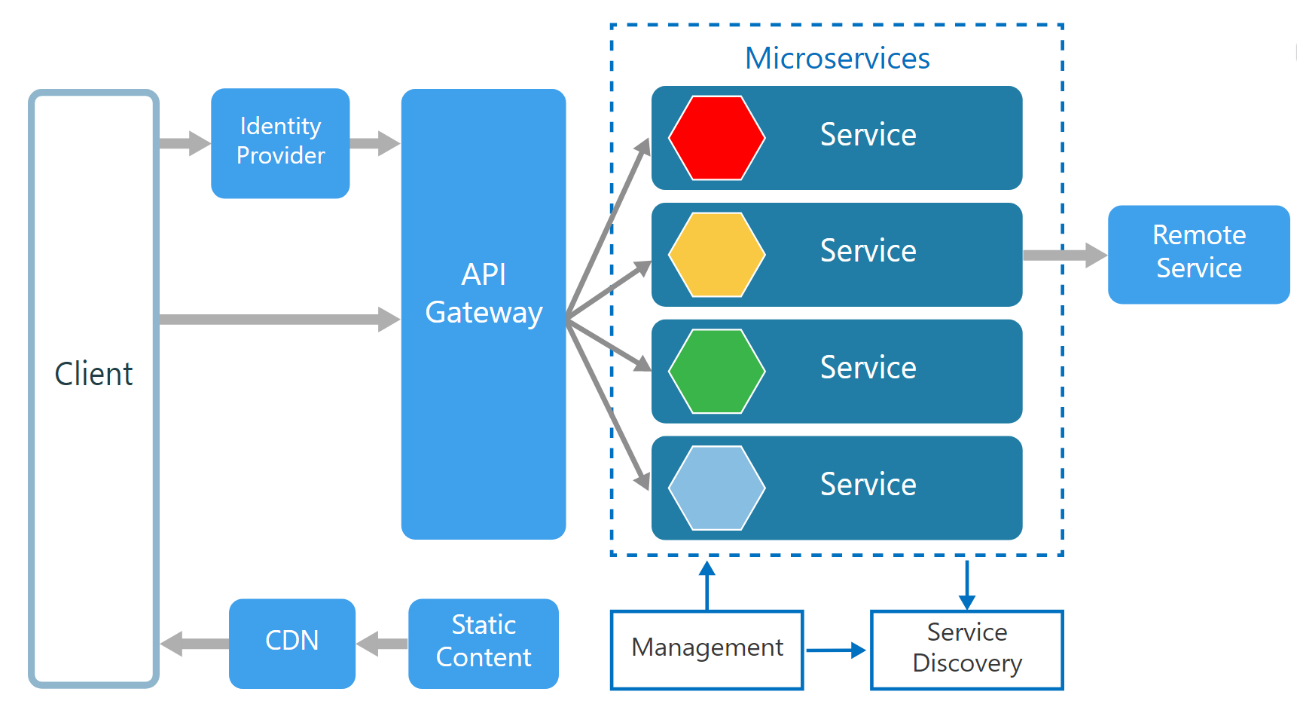 Microservices
Identity
Provider
Service
Service
Remote
Service
API
Gateway
Client
Service
Service
CDN
Static
Content
Management
Service
Discovery